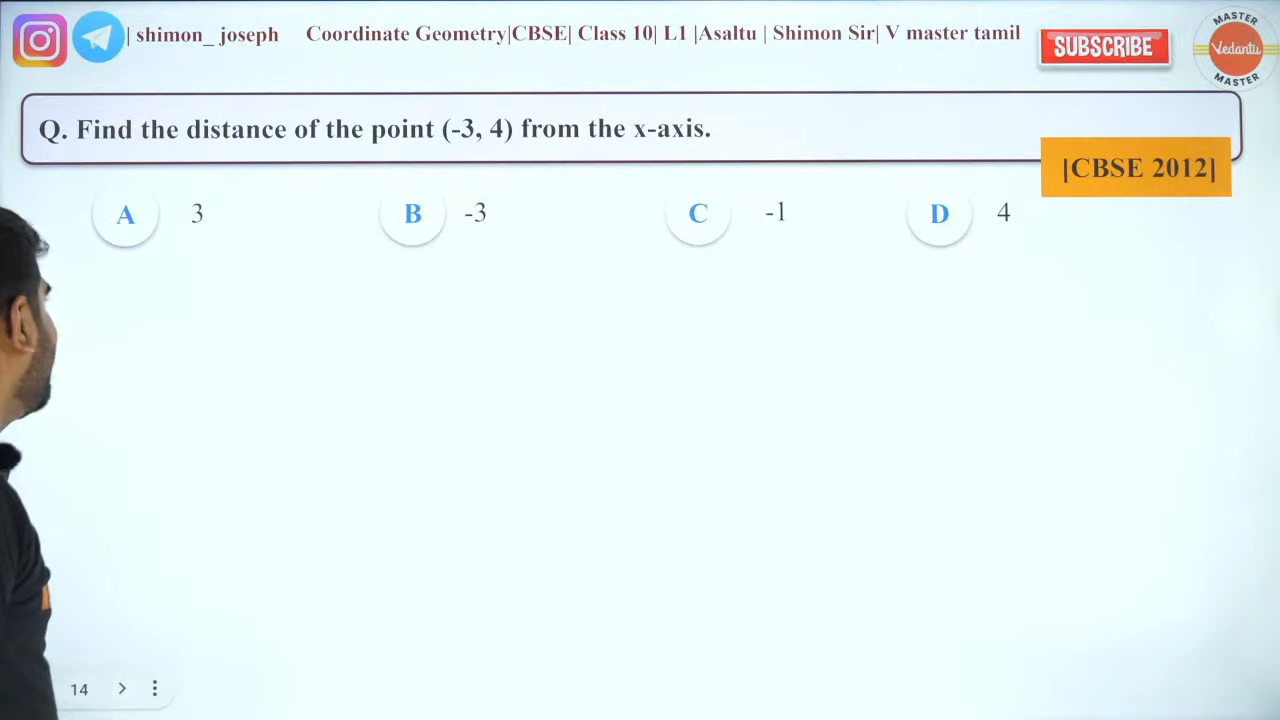 | shimon_ joseph
Coordinate Geometry|CBSE| Class 10| L1 |Asaltu | Shimon Sir| V master tamil
SUBSCRIBE
MASTER
Vedantu
MASTER
Q. Find the distance of the point (-3, 4) from the x-axis.
|CBSE 2012|
A 3
B -3
C -1
D 4
14